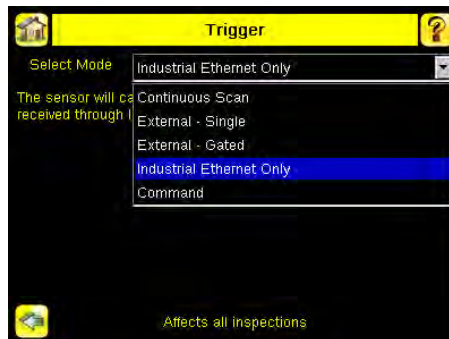 Trigger
?
Select Mode
Industrial Ethernet Only
The sensor will ca
received through I
Continuous Scan
External - Single
External - Gated
Industrial Ethernet Only
Command
Affects all inspections